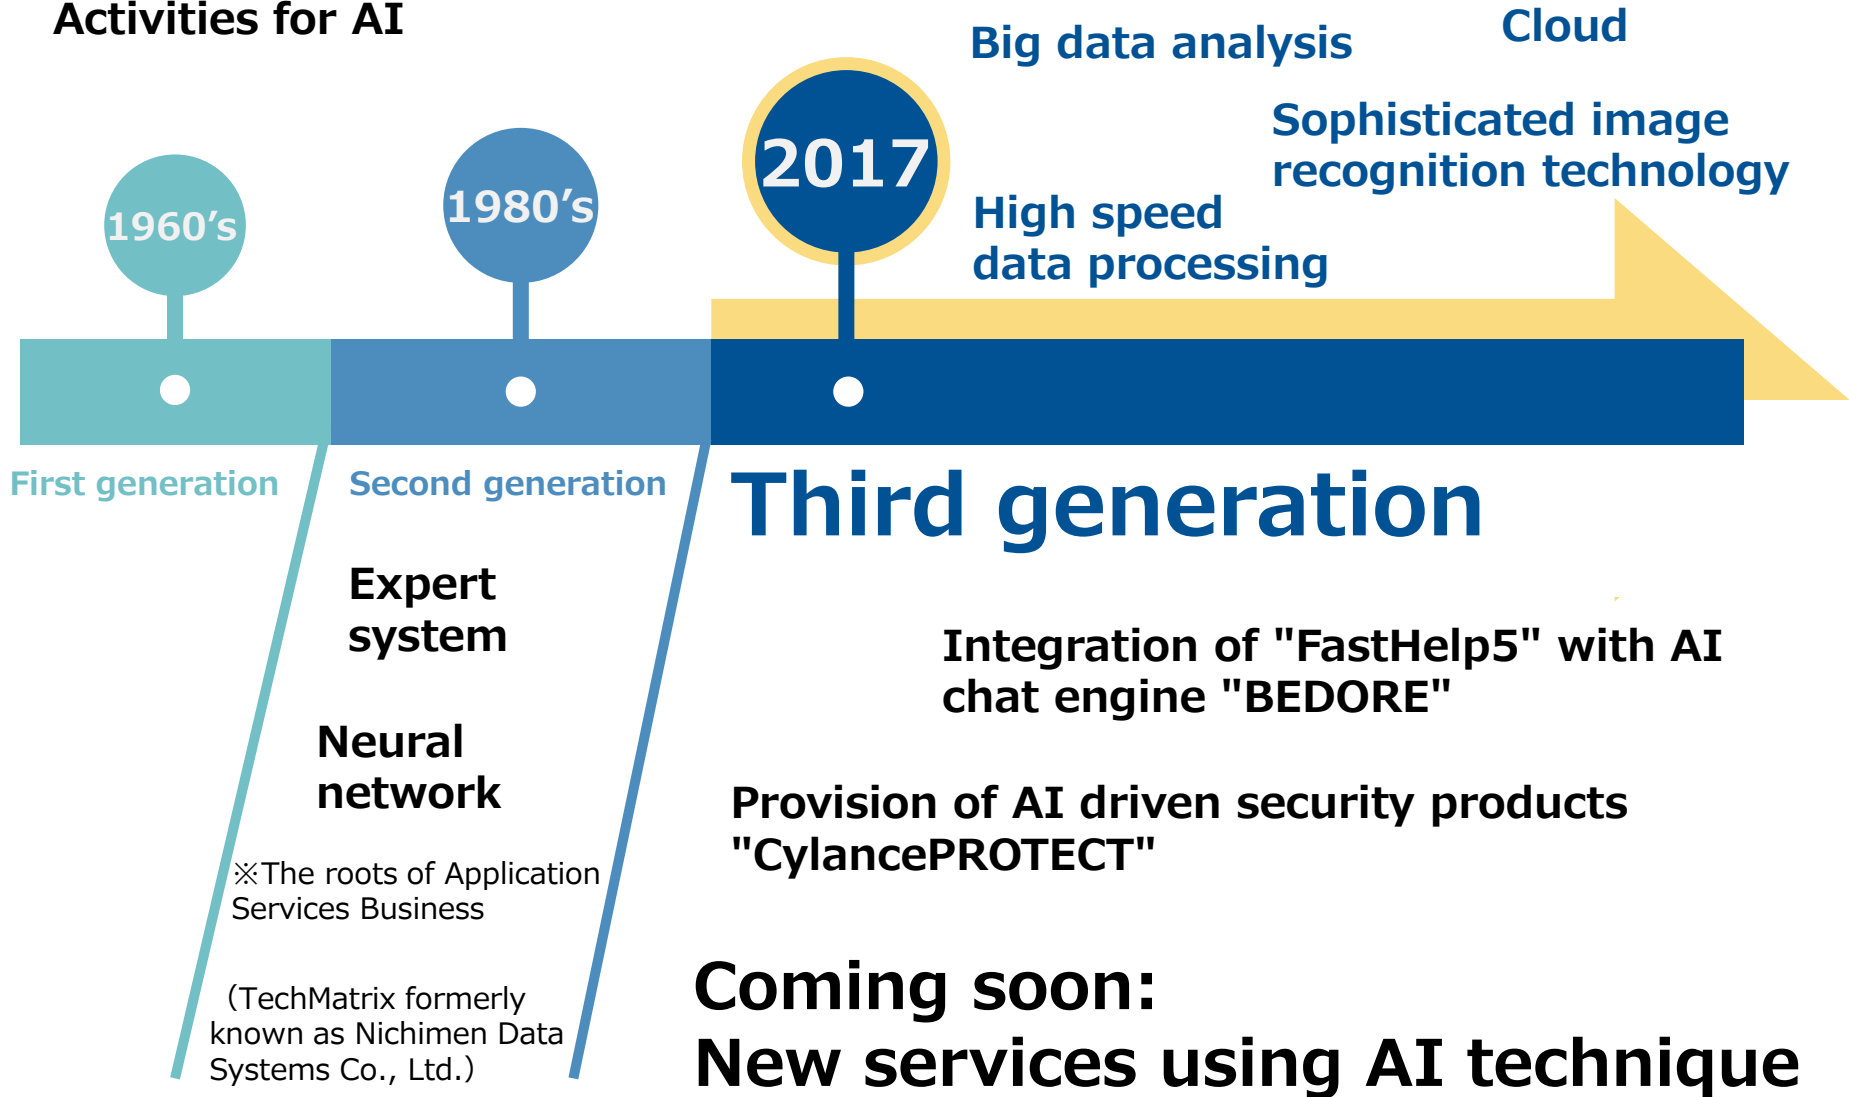 Activities for AI
Big data analysis
Cloud
Sophisticated image
recognition technology
High speed
data processing
1960’s
1980’s
2017
First generation
Second generation
Third generation
Expert
system
Neural
network
※The roots of Application
Services Business
（TechMatrix formerly
known as Nichimen Data
Systems Co., Ltd.）
Integration of "FastHelp5" with AI
chat engine "BEDORE"
Provision of AI driven security products
"CylancePROTECT"
Coming soon:
New services using AI technique